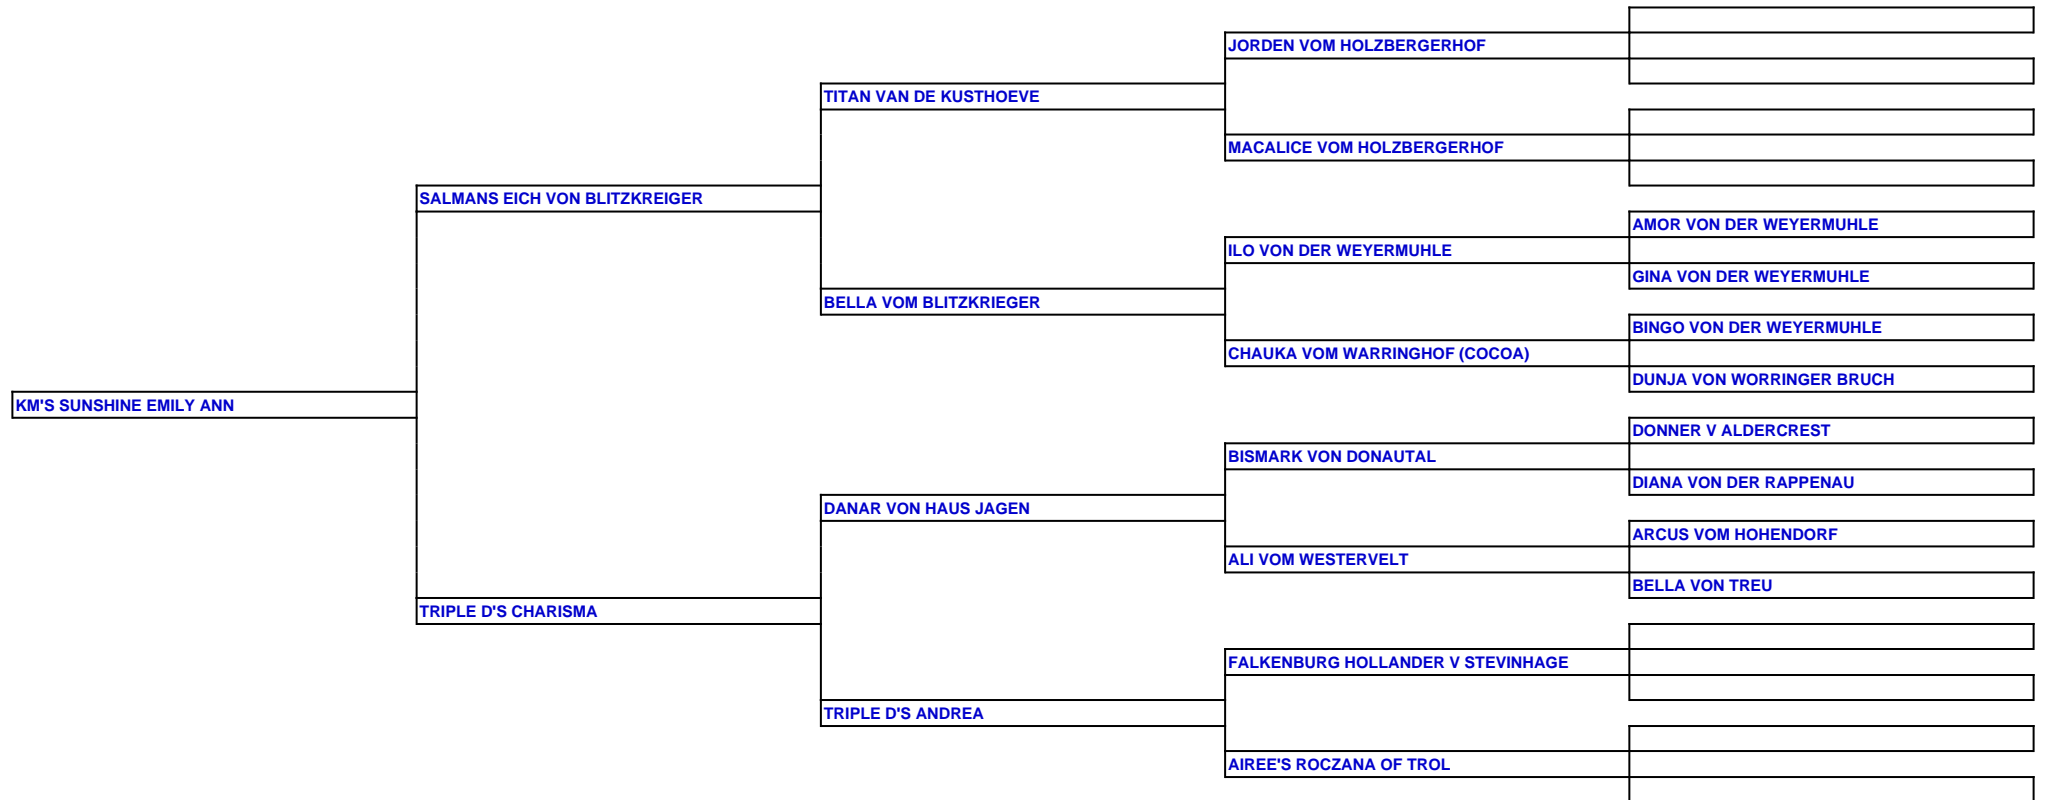 JORDEN VOM HOLZBERGERHOF
TITAN VAN DE KUSTHOEVE
MACALICE VOM HOLZBERGERHOF
SALMANS EICH VON BLITZKREIGER
AMOR VON DER WEYERMUHLE
ILO VON DER WEYERMUHLE
GINA VON DER WEYERMUHLE
BELLA VOM BLITZKRIEGER
BINGO VON DER WEYERMUHLE
CHAUKA VOM WARRINGHOF (COCOA)
DUNJA VON WORRINGER BRUCH
KM'S SUNSHINE EMILY ANN
DONNER V ALDERCREST
BISMARK VON DONAUTAL
DIANA VON DER RAPPENAU
DANAR VON HAUS JAGEN
ARCUS VOM HOHENDORF
ALI VOM WESTERVELT
BELLA VON TREU
TRIPLE D'S CHARISMA
FALKENBURG HOLLANDER V STEVINHAGE
TRIPLE D'S ANDREA
AIREE'S ROCZANA OF TROL